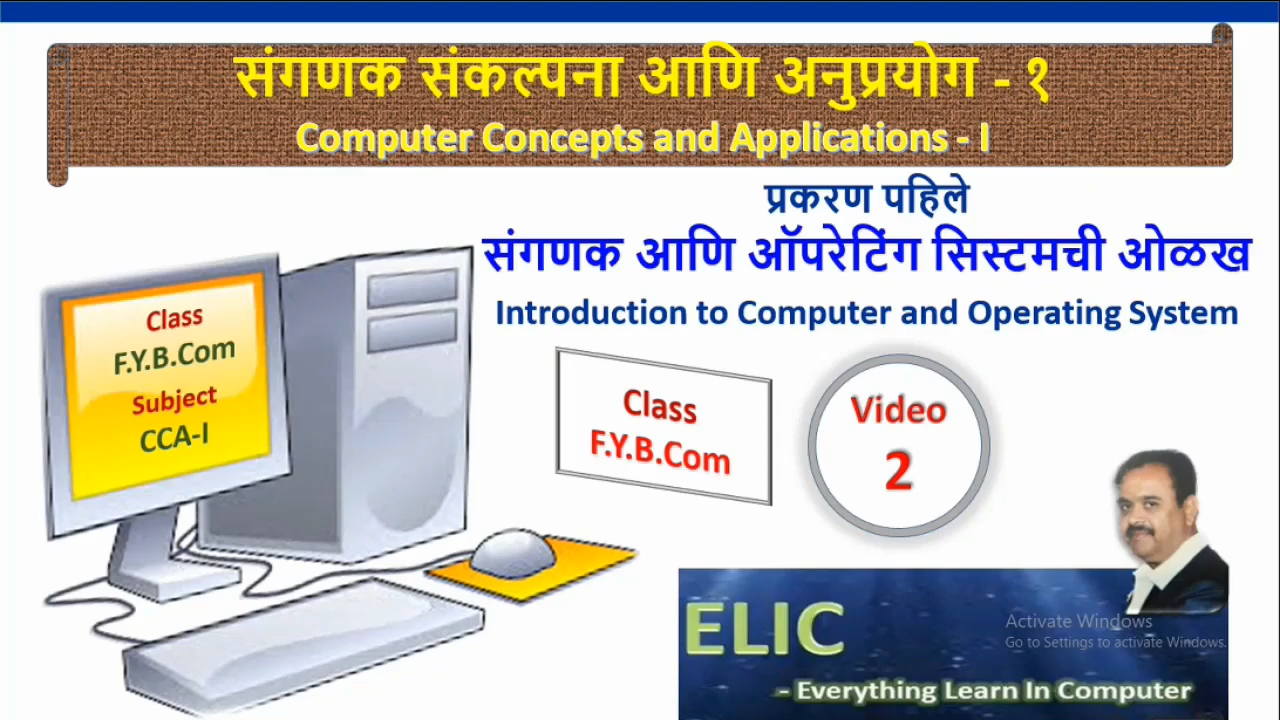 संगणक संकल्पना आणि अनुप्रयोग - १
Computer Concepts and Applications - I
प्रकरण पहिले
संगणक आणि ऑपरेटिंग सिस्टमची ओळख
Introduction to Computer and Operating System
Class
F.Y.B.Com
Subject
CCA-I
Class
F.Y.B.Com
Video
2
ELIC
- Everything Learn In Computer
Activate Windows
Go to Settings to activate Windows.